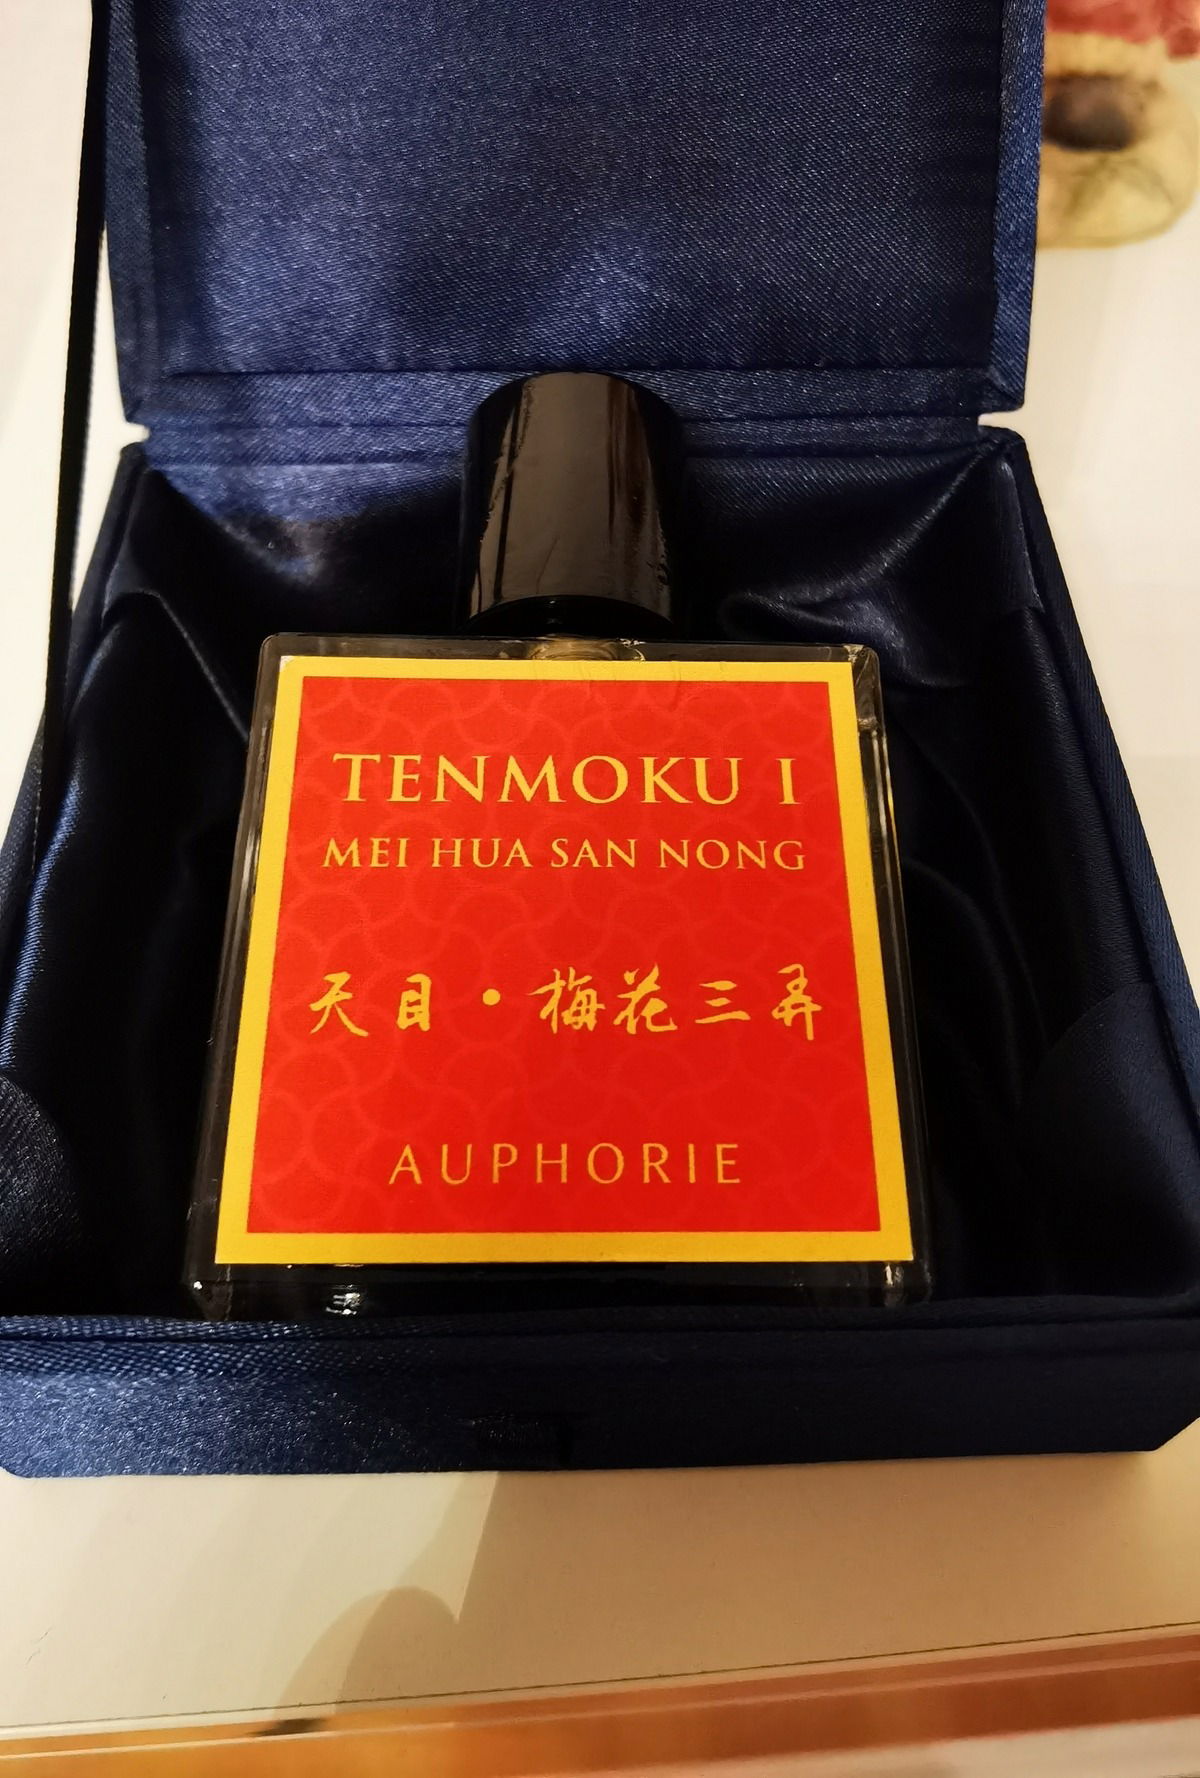 TENMOKU I
MEI HUA SAN NONG
天目・梅花三弄
AUPHORIE